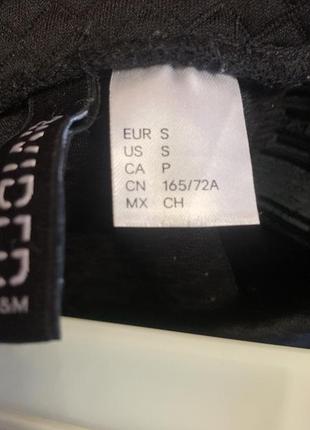 EUR S
US S
CA P
CN 165/72A
MX CH
&M